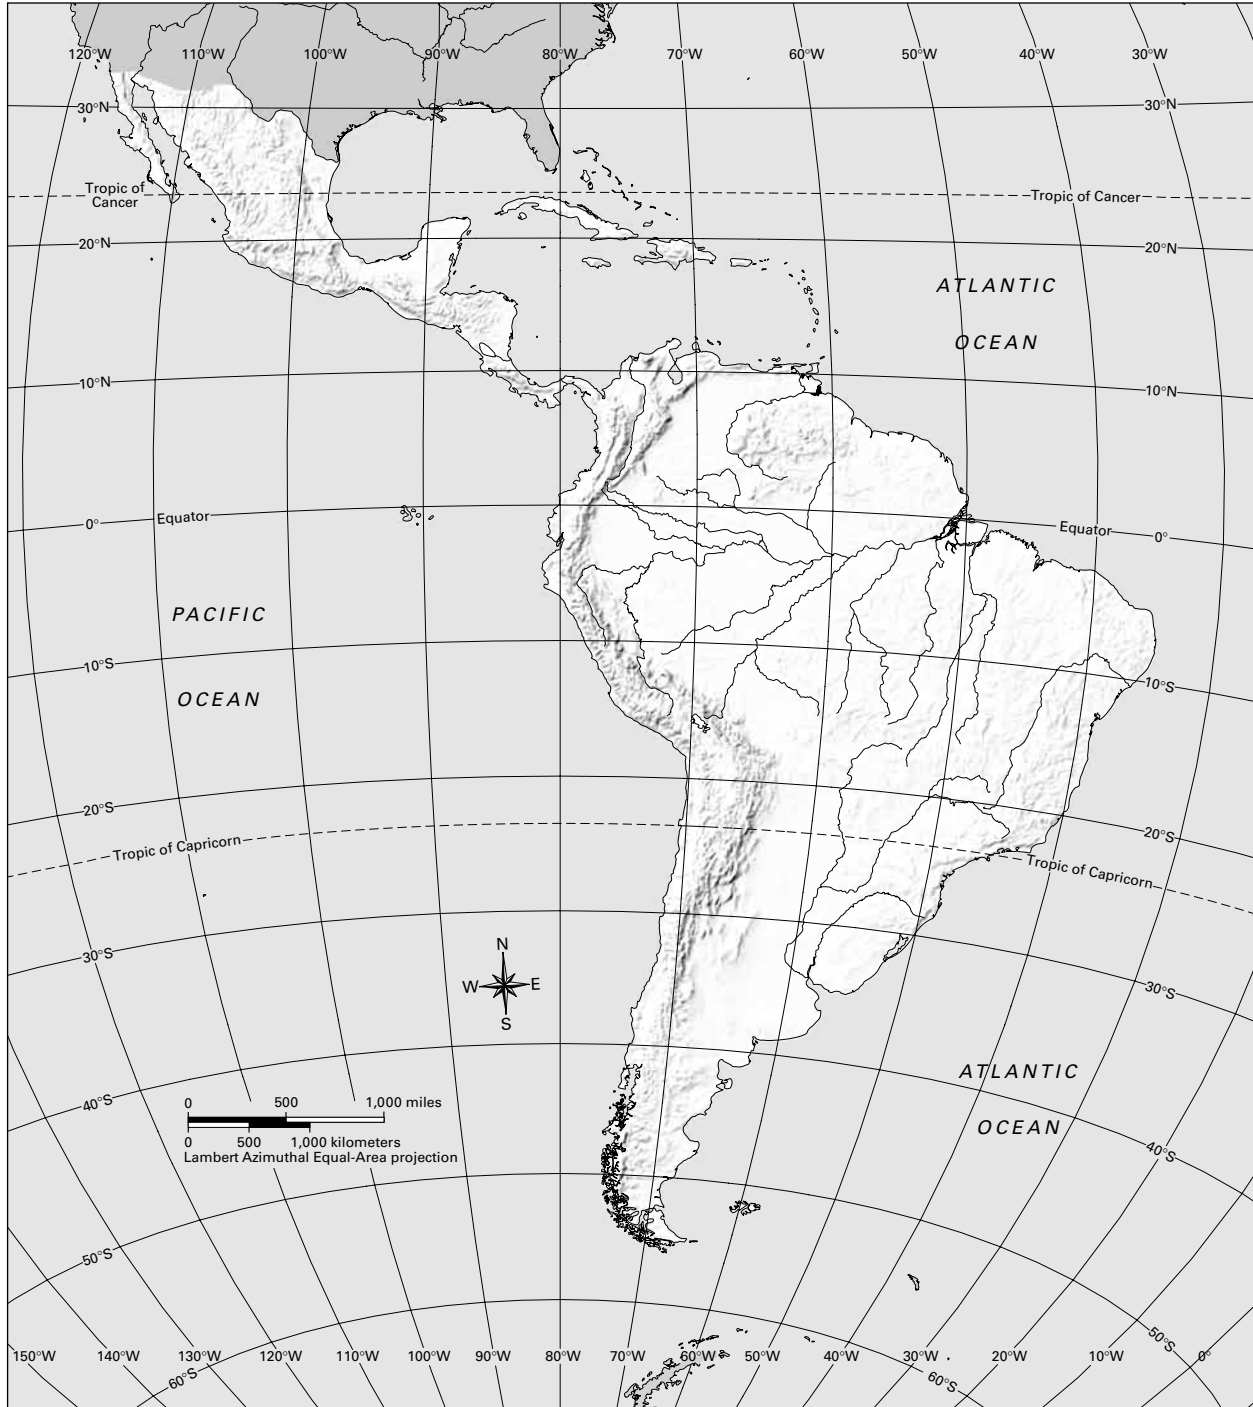 120°W 110°W 100°W 90°W 80°W 70°W 60°W 50°W 40°W 30°W
30°N 30°N
Tropic of
Cancer
Tropic of Cancer
20°N 20°N
ATLANTIC
OCEAN
10°N 10°N
0° Equator Equator 0°
PACIFIC
OCEAN
10°S 10°S
20°S 20°S
Tropic of Capricorn Tropic of Capricorn
30°S 30°S
N
W E
S
ATLANTIC
OCEAN
40°S 40°S
0 500 1,000 miles
0 500 1,000 kilometers
Lambert Azimuthal Equal-Area projection
50°S 50°S
150°W 140°W 130°W 120°W 110°W 100°W 90°W 80°W 70°W 60°W 50°W 40°W 30°W 20°W 10°W 0°
60°S 60°S